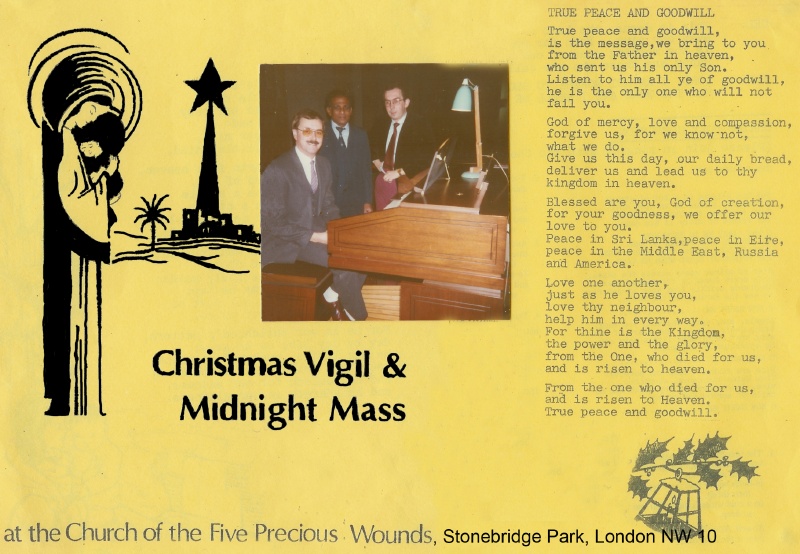 TRUE PEACE AND GOODWILL
True peace and goodwill,
is the message,we bring to you
from the Father in heaven,
who sent us his only Son.
Listen to him all ye of goodwill,
he is the only one who will not
fail you.
God of mercy, love and compassion,
forgive us, for we know not,
what we do.
Give us this day, our daily bread,
deliver us and lead us to thy
kingdom in heaven.
Blessed are you, God of creation,
for your goodness, we offer our
love to you.
Peace in Sri Lanka,peace in Eire,
peace in the Middle East, Russia
and America.
Love one another,
just as he loves you,
love thy neighbour,
help him in every way.
For thine is the Kingdom,
the power and the glory,
from the One, who died for us,
and is risen to heaven.
From the one who died for us,
and is risen to Heaven.
True peace and goodwill.
Christmas Vigil &
Midnight Mass
at the Church of the Five Precious Wounds, Stonebridge Park, London NW 10